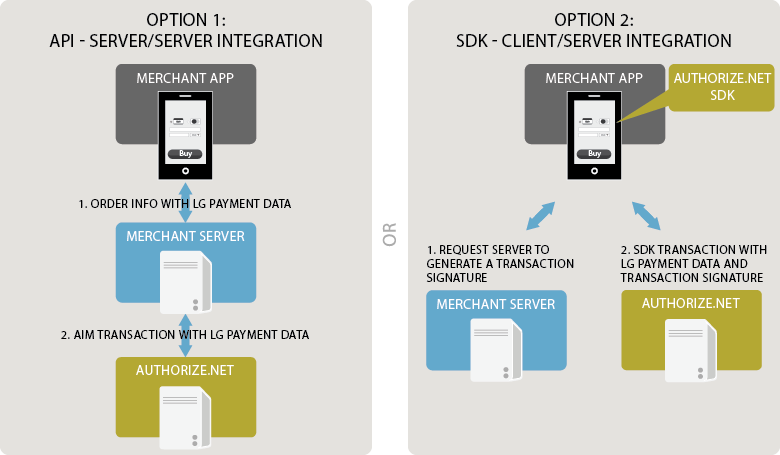 OPTION 1:
API - SERVER/SERVER INTEGRATION
MERCHANT APP
Buy
1. ORDER INFO WITH LG PAYMENT DATA
MERCHANT SERVER
2. AIM TRANSACTION WITH LG PAYMENT DATA
AUTHORIZE.NET
OR
OPTION 2:
SDK - CLIENT/SERVER INTEGRATION
MERCHANT APP
AUTHORIZE.NET
SDK
Buy
1. REQUEST SERVER TO
GENERATE A TRANSACTION
SIGNATURE
MERCHANT SERVER
2. SDK TRANSACTION WITH
LG PAYMENT DATA AND
TRANSACTION SIGNATURE
AUTHORIZE.NET